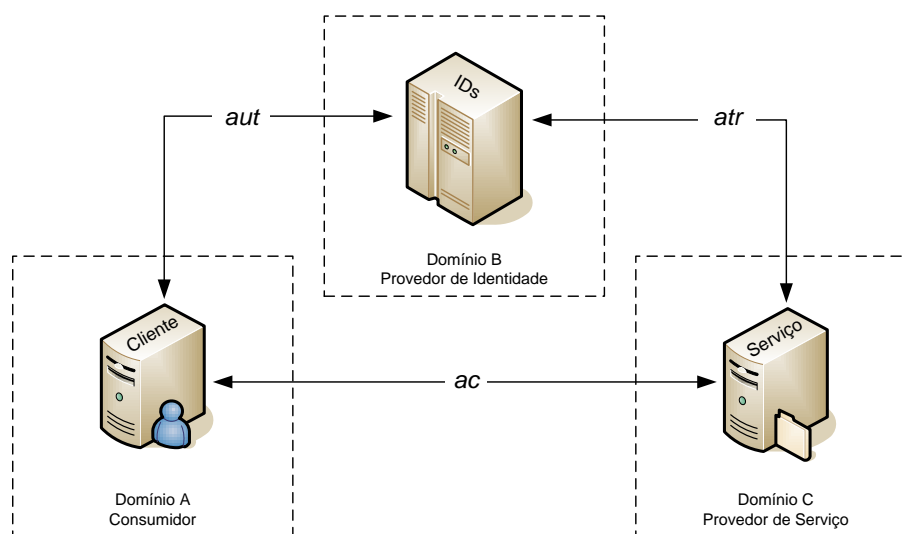 IDs
aut
atr
Domínio B
Provedor de Identidade
Cliente
Serviço
ac
Domínio A
Consumidor
Domínio C
Provedor de Serviço